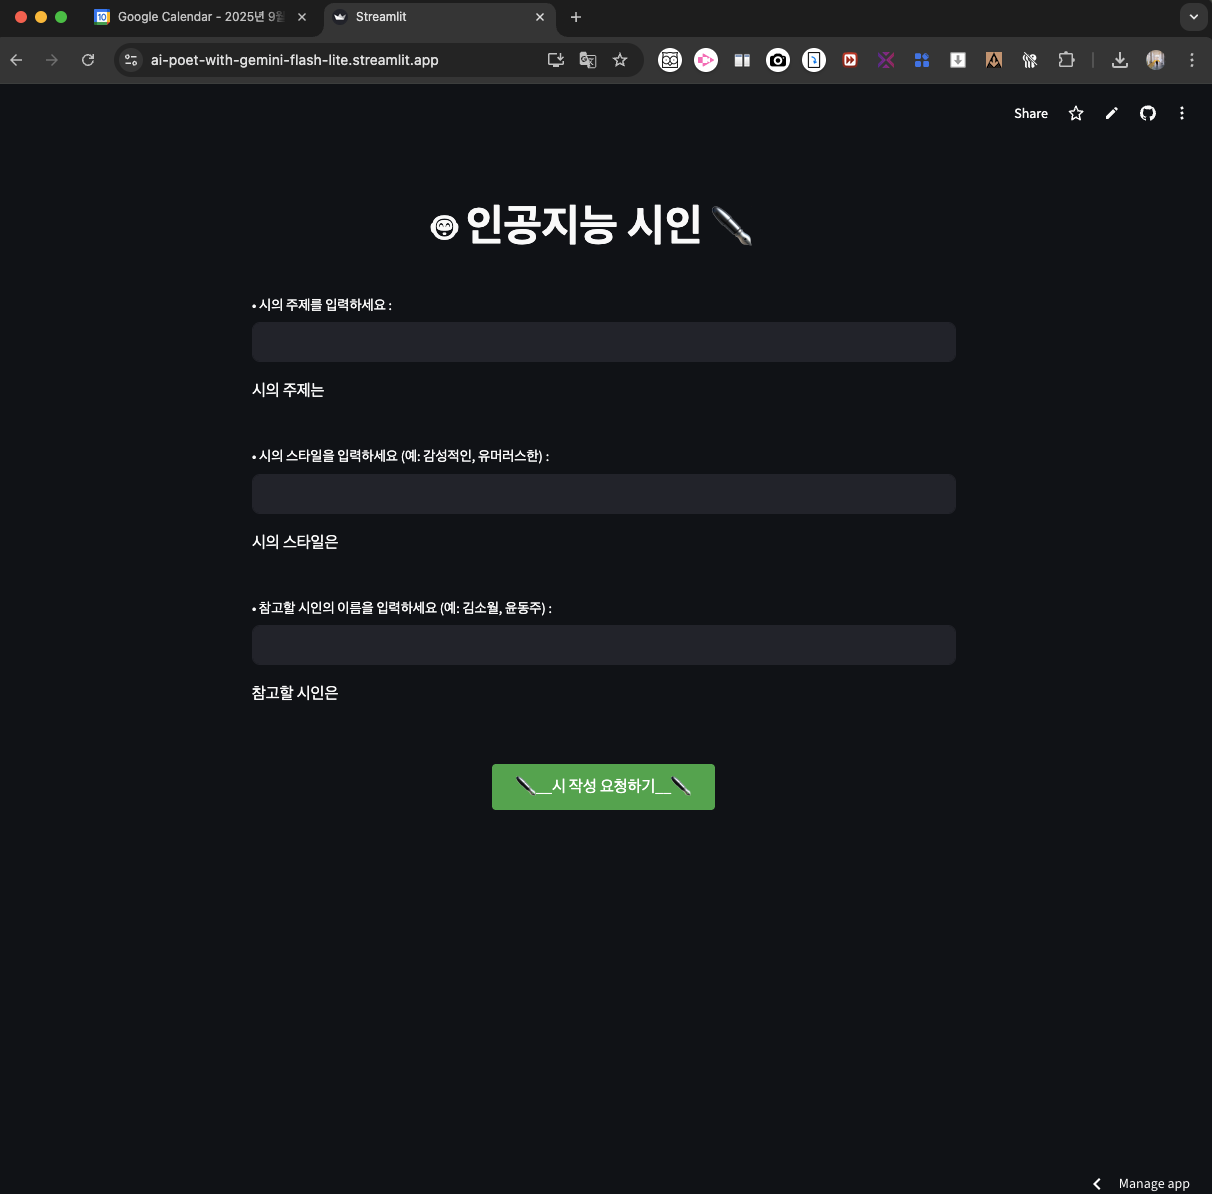 Google Calendar - 2025년 9월
Streamlit
ai-poet-with-gemini-flash-lite.streamlit.app
Share
인공지능 시인
• 시의 주제를 입력하세요 :
시의 주제는
• 시의 스타일을 입력하세요 (예: 감성적인, 유머러스한) :
시의 스타일은
• 참고할 시인의 이름을 입력하세요 (예: 김소월, 윤동주) :
참고할 시인은
__시 작성 요청하기__
Manage app